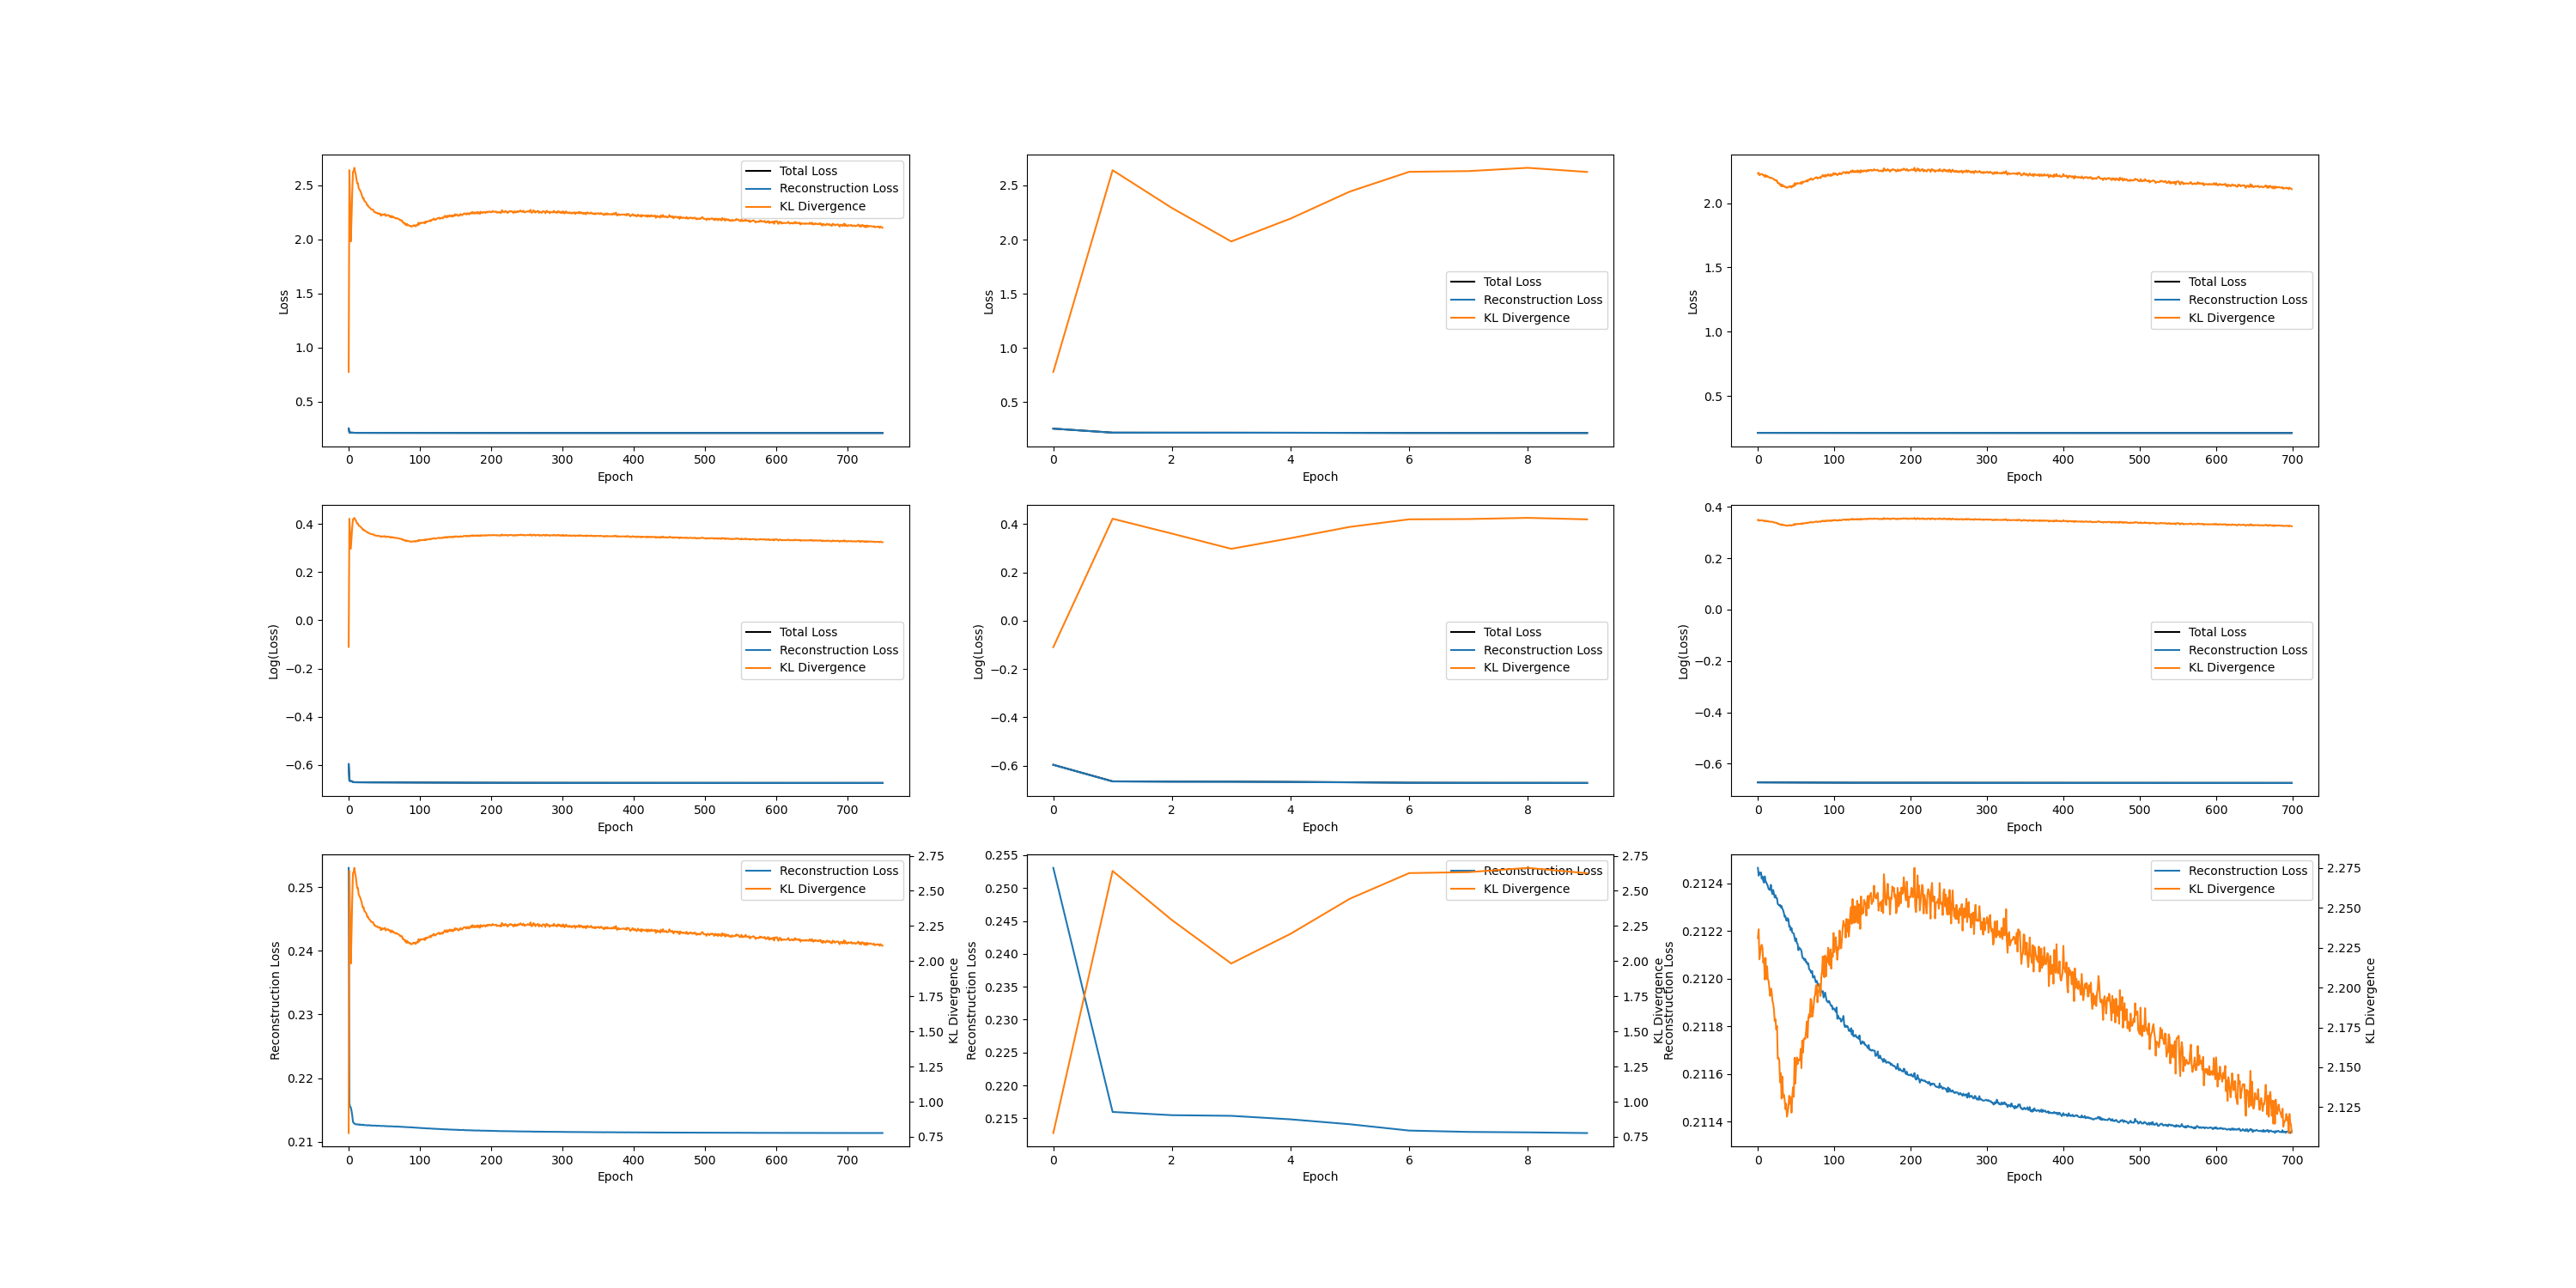 Loss
2.5
2.0
1.5
1.0
0.5
Total Loss
Reconstruction Loss
KL Divergence
0 100 200 300 400 500 600 700
Epoch
Loss
2.5
2.0
1.5
1.0
0.5
Total Loss
Reconstruction Loss
KL Divergence
0 2 4 6 8
Epoch
Loss
2.0
1.5
1.0
0.5
Total Loss
Reconstruction Loss
KL Divergence
0 100 200 300 400 500 600 700
Epoch
Log(Loss)
0.4
0.2
0.0
−0.2
−0.4
−0.6
Total Loss
Reconstruction Loss
KL Divergence
0 100 200 300 400 500 600 700
Epoch
Log(Loss)
0.4
0.2
0.0
−0.2
−0.4
−0.6
Total Loss
Reconstruction Loss
KL Divergence
0 2 4 6 8
Epoch
Log(Loss)
0.4
0.2
0.0
−0.2
−0.4
−0.6
Total Loss
Reconstruction Loss
KL Divergence
0 100 200 300 400 500 600 700
Epoch
Reconstruction Loss
0.25
0.24
0.23
0.22
0.21
Reconstruction Loss
KL Divergence
2.75
2.50
2.25
2.00
1.75
1.50
1.25
1.00
0.75
KL Divergence
0 100 200 300 400 500 600 700
Epoch
Reconstruction Loss
0.255
0.250
0.245
0.240
0.235
0.230
0.225
0.220
0.215
Reconstruction Loss
KL Divergence
2.75
2.50
2.25
2.00
1.75
1.50
1.25
1.00
0.75
KL Divergence
0 2 4 6 8
Epoch
Reconstruction Loss
0.2124
0.2122
0.2120
0.2118
0.2116
0.2114
Reconstruction Loss
KL Divergence
2.275
2.250
2.225
2.200
2.175
2.150
2.125
KL Divergence
0 100 200 300 400 500 600 700
Epoch